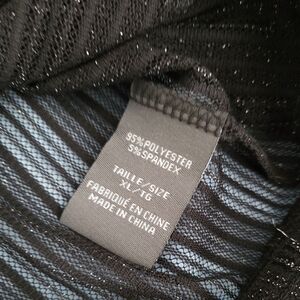 95% POLYESTER
5% SPANDEX
TAILLE/SIZE
XL/TG
FABRIQUÉ EN CHINE
MADE IN CHINA